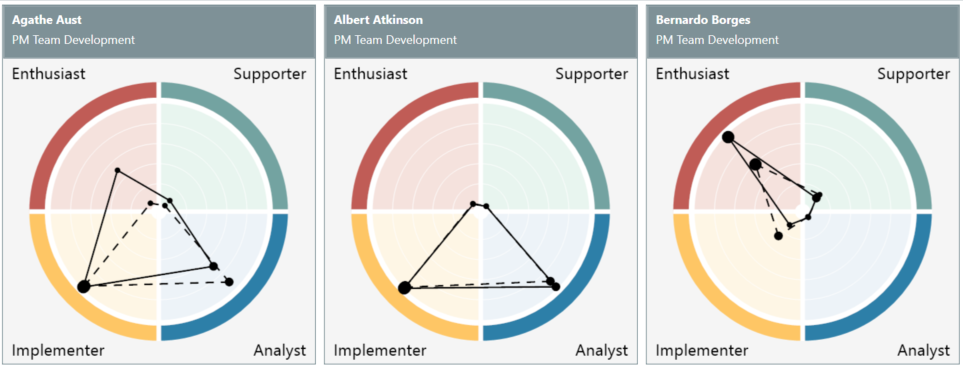 Agathe Aust
PM Team Development
Enthusiast Supporter
Implementer Analyst
Albert Atkinson
PM Team Development
Enthusiast Supporter
Implementer Analyst
Bernardo Borges
PM Team Development
Enthusiast Supporter
Implementer Analyst